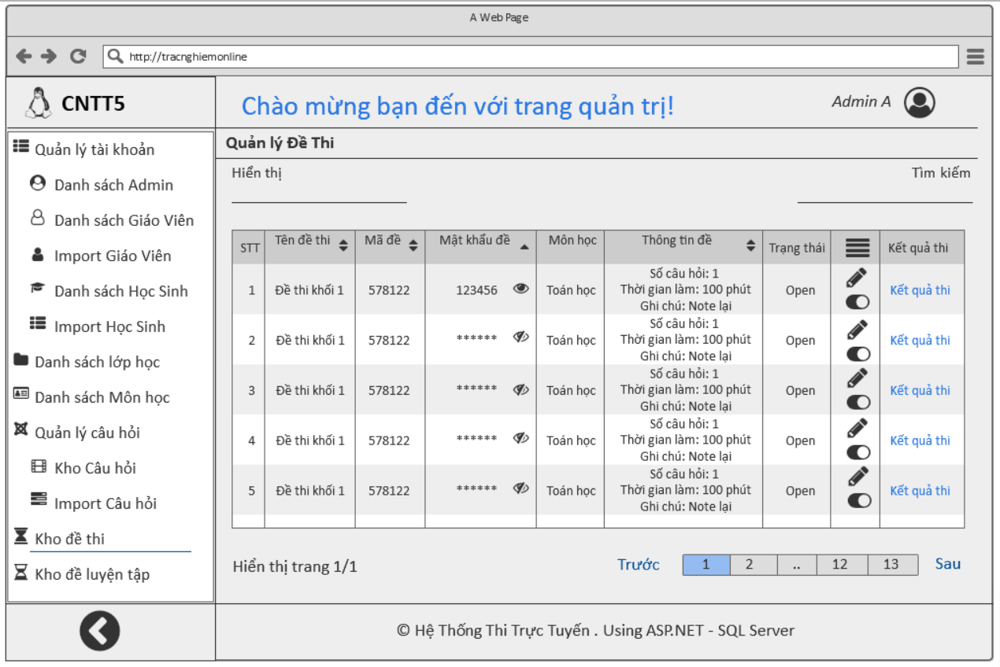 A Web Page
http://tracnghiemonline
CNTT5
Chào mừng bạn đến với trang quản trị!
Admin A
Quản lý tài khoản
Danh sách Admin
Danh sách Giáo Viên
Import Giáo Viên
Danh sách Học Sinh
Import Học Sinh
Danh sách lớp học
Danh sách Môn học
Quản lý câu hỏi
Kho Câu hỏi
Import Câu hỏi
Kho đề thi
Kho đề luyện tập
Quản lý Đề Thi
Hiển thị
Tìm kiếm
STT Tên đề thi Mã đề Mật khẩu đề Môn học Thông tin đề Trạng thái Kết quả thi
Số câu hỏi: 1
1 Đề thi khối 1 578122 123456 Toán học Thời gian làm: 100 phút Open Kết quả thi
Ghi chú: Note lại
Số câu hỏi: 1
2 Đề thi khối 1 578122 ****** Toán học Thời gian làm: 100 phút Open Kết quả thi
Ghi chú: Note lại
Số câu hỏi: 1
3 Đề thi khối 1 578122 ****** Toán học Thời gian làm: 100 phút Open Kết quả thi
Ghi chú: Note lại
Số câu hỏi: 1
4 Đề thi khối 1 578122 ****** Toán học Thời gian làm: 100 phút Open Kết quả thi
Ghi chú: Note lại
Số câu hỏi: 1
5 Đề thi khối 1 578122 ****** Toán học Thời gian làm: 100 phút Open Kết quả thi
Ghi chú: Note lại
Hiển thị trang 1/1
Trước 1 2 .. 12 13 Sau
© Hệ Thống Thi Trực Tuyến . Using ASP.NET - SQL Server